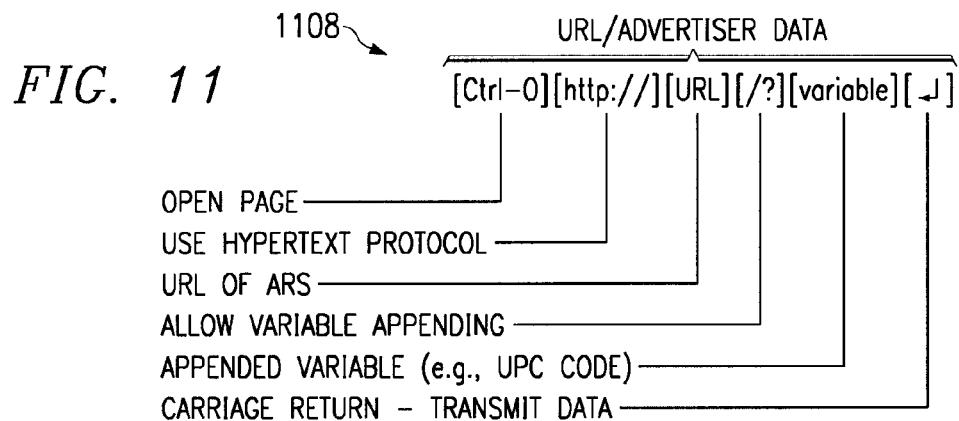 1108
URL/ADVERTISER DATA
FIG. 11
[Ctrl-O][http://][URL][/?][variable][↵]
OPEN PAGE
USE HYPERTEXT PROTOCOL
URL OF ARS
ALLOW VARIABLE APPENDING
APPENDED VARIABLE (e.g., UPC CODE)
CARRIAGE RETURN – TRANSMIT DATA